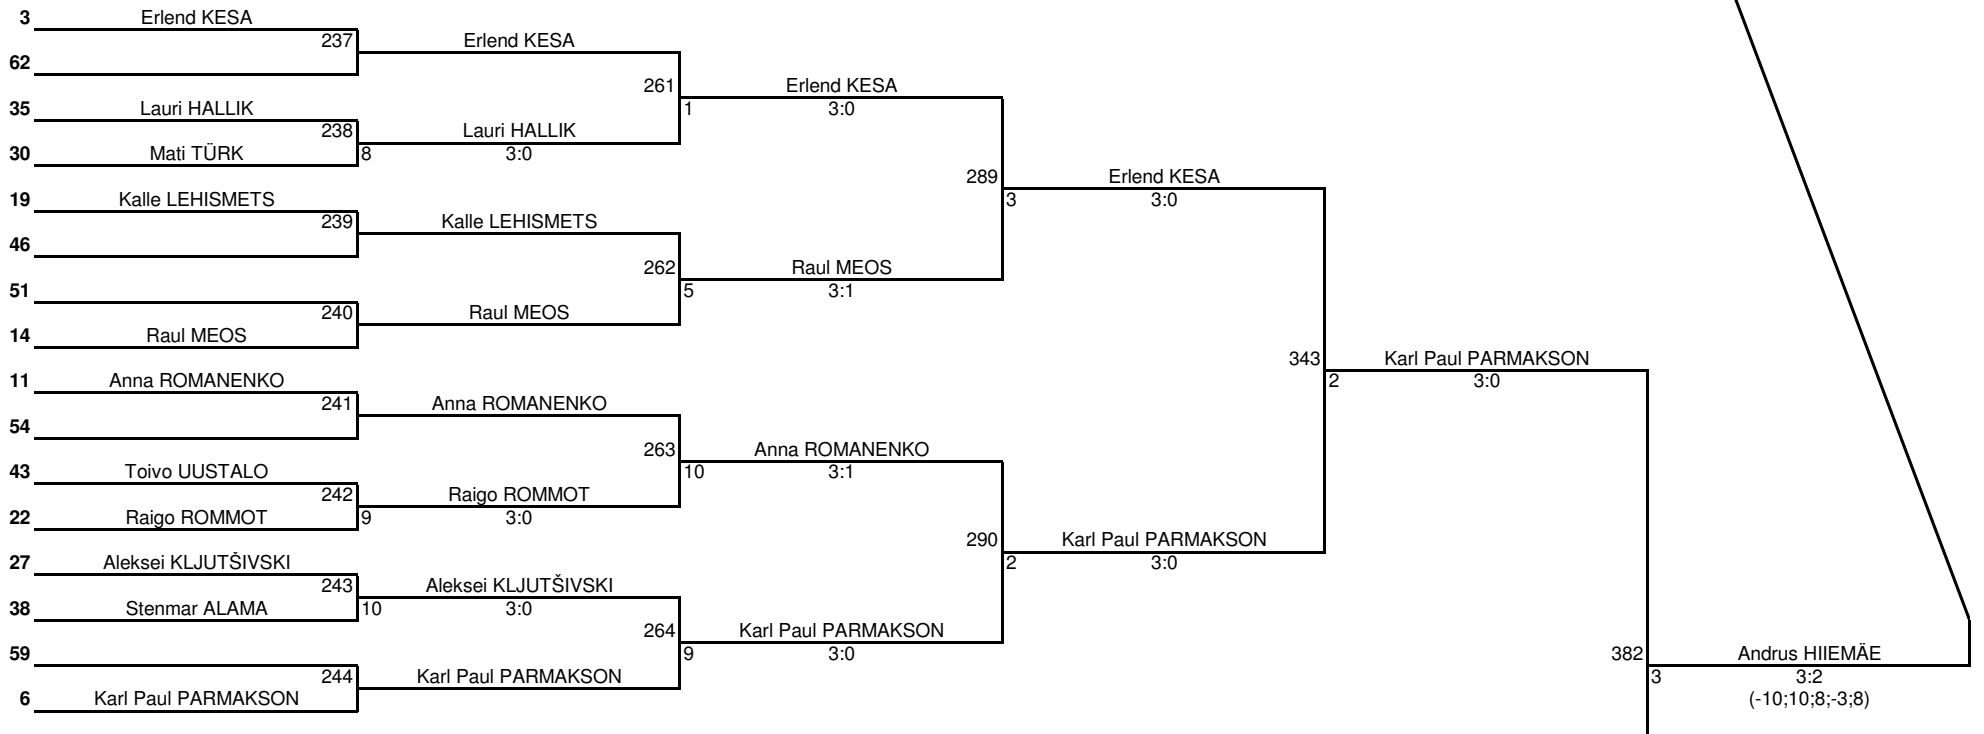 3 Erlend KESA
237 Erlend KESA
62
261 Erlend KESA
35 Lauri HALLIK
1 3:0
238 Lauri HALLIK
30 Mati TÜRK
8 3:0
289 Erlend KESA
19 Kalle LEHISMETS
3 3:0
239 Kalle LEHISMETS
46
262 Raul MEOS
51
5 3:1
240 Raul MEOS
14 Raul MEOS
343 Karl Paul PARMAKSON
11 Anna ROMANENKO
2 3:0
241 Anna ROMANENKO
54
263 Anna ROMANENKO
43 Toivo UUSTALO
10 3:1
242 Raigo ROMMOT
22 Raigo ROMMOT
9 3:0
290 Karl Paul PARMAKSON
27 Aleksei KLJUTŠIVSKI
2 3:0
243 Aleksei KLJUTŠIVSKI
38 Stenmar ALAMA
10 3:0
264 Karl Paul PARMAKSON
59
9 3:0
382 Andrus HIIEMÄE
244 Karl Paul PARMAKSON
3 3:2
6 Karl Paul PARMAKSON
(-10;10;8;-3;8)